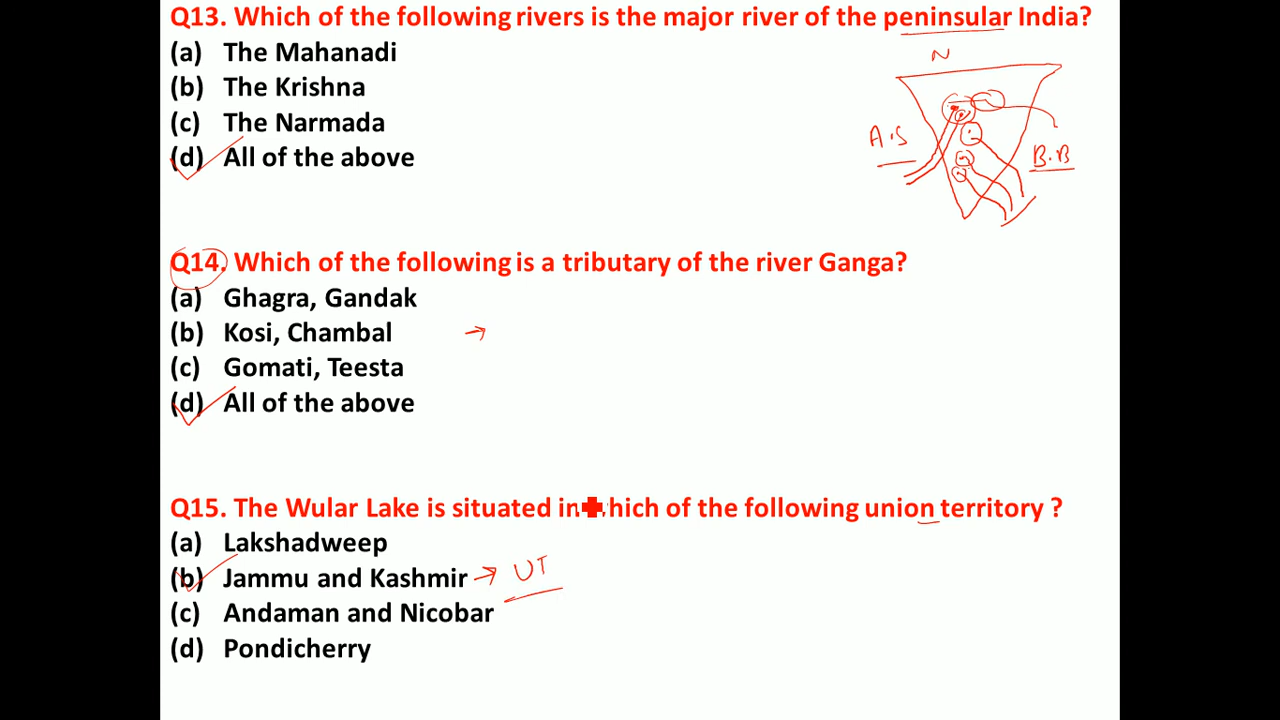 Q13. Which of the following rivers is the major river of the peninsular India?
(a) The Mahanadi
(b) The Krishna
(c) The Narmada
(d) All of the above
N
A.S
B.B
Q14. Which of the following is a tributary of the river Ganga?
(a) Ghagra, Gandak
(b) Kosi, Chambal
(c) Gomati, Teesta
(d) All of the above
Q15. The Wular Lake is situated in which of the following union territory ?
(a) Lakshadweep
(b) Jammu and Kashmir → UT
(c) Andaman and Nicobar
(d) Pondicherry